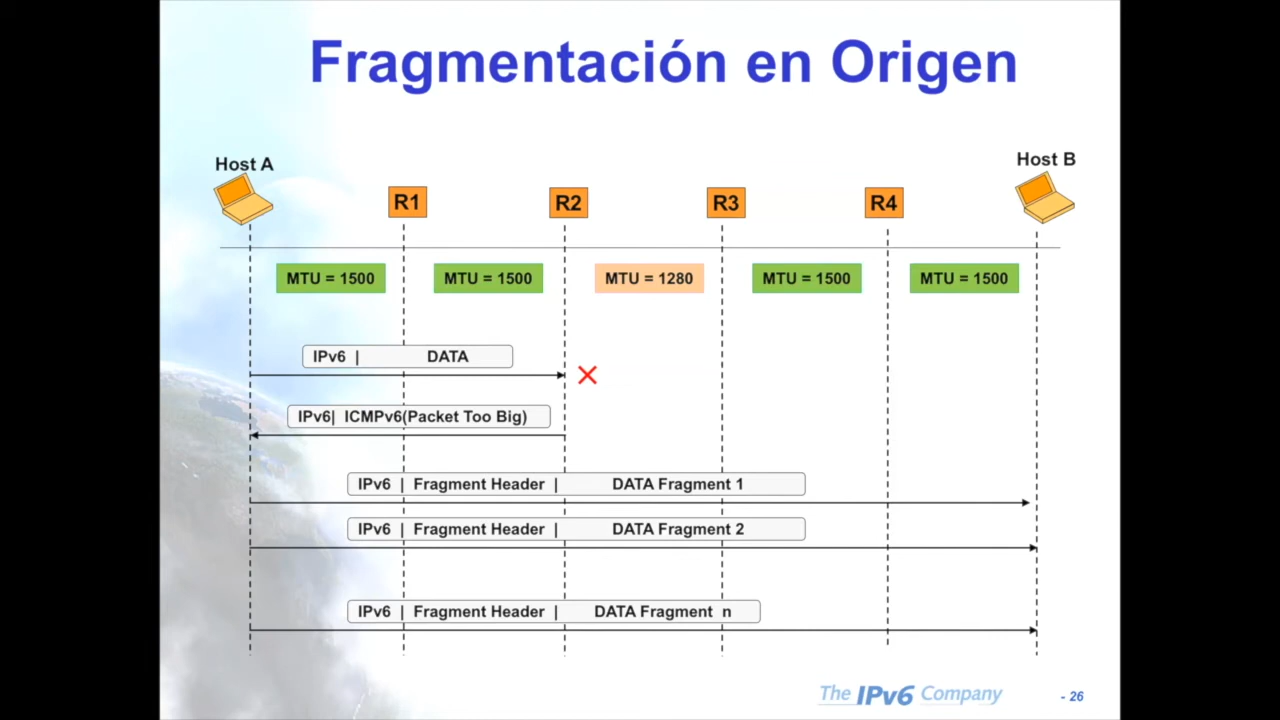 Fragmentación en Origen
Host A
Host B
R1
R2
R3
R4
MTU = 1500
MTU = 1500
MTU = 1280
MTU = 1500
MTU = 1500
IPv6 | DATA
IPv6| ICMPv6(Packet Too Big)
IPv6 | Fragment Header | DATA Fragment 1
IPv6 | Fragment Header | DATA Fragment 2
IPv6 | Fragment Header | DATA Fragment n
The IPv6 Company
- 26